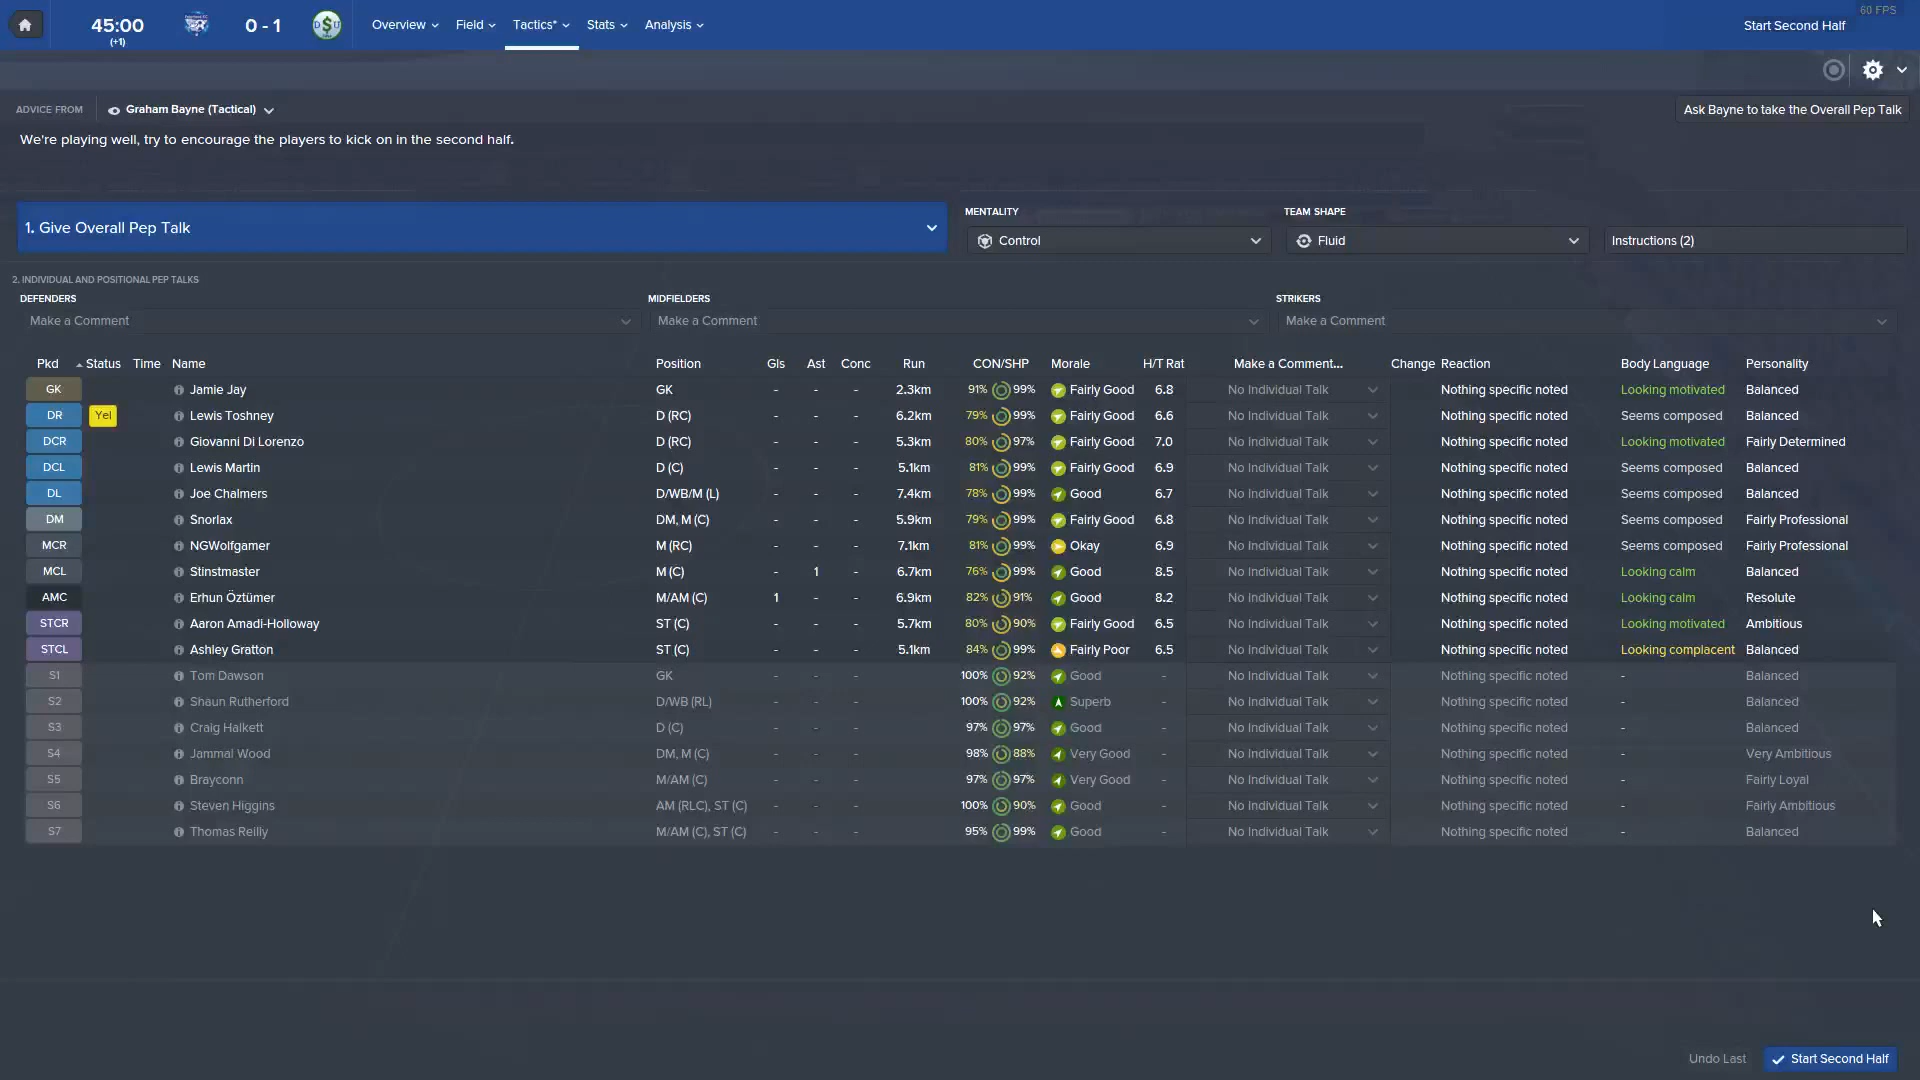 60 FPS
45:00
(+1)
0 - 1
Overview
Field
Tactics*
Stats
Analysis
Start Second Half
ADVICE FROM
Graham Bayne (Tactical)
Ask Bayne to take the Overall Pep Talk
We're playing well, try to encourage the players to kick on in the second half.
1. Give Overall Pep Talk
MENTALITY
Control
TEAM SHAPE
Fluid
Instructions (2)
2. INDIVIDUAL AND POSITIONAL PEP TALKS
DEFENDERS MIDFIELDERS STRIKERS
Make a Comment Make a Comment Make a Comment
Pkd Status Time Name Position Gls Ast Conc Run CON/SHP Morale H/T Rat Make a Comment... Change Reaction Body Language Personality
GK Jamie Jay GK - - - 2.3km 91% 99% Fairly Good 6.8 No Individual Talk Nothing specific noted Looking motivated Balanced
DR Yel Lewis Toshney D (RC) - - - 6.2km 79% 99% Fairly Good 6.6 No Individual Talk Nothing specific noted Seems composed Balanced
DCR Giovanni Di Lorenzo D (RC) - - - 5.3km 80% 97% Fairly Good 7.0 No Individual Talk Nothing specific noted Looking motivated Fairly Determined
DCL Lewis Martin D (C) - - - 5.1km 81% 99% Fairly Good 6.9 No Individual Talk Nothing specific noted Seems composed Balanced
DL Joe Chalmers D/WB/M (L) - - - 7.4km 78% 99% Good 6.7 No Individual Talk Nothing specific noted Seems composed Balanced
DM Snorlax DM, M (C) - - - 5.9km 79% 99% Fairly Good 6.8 No Individual Talk Nothing specific noted Seems composed Fairly Professional
MCR NGWolfgamer M (RC) - - - 7.1km 81% 99% Okay 6.9 No Individual Talk Nothing specific noted Seems composed Fairly Professional
MCL Stinstmaster M (C) - 1 - 6.7km 76% 99% Good 8.5 No Individual Talk Nothing specific noted Looking calm Balanced
AMC Erhun Öztümer M/AM (C) 1 - - 6.9km 82% 91% Good 8.2 No Individual Talk Nothing specific noted Looking calm Resolute
STCR Aaron Amadi-Holloway ST (C) - - - 5.7km 80% 90% Fairly Good 6.5 No Individual Talk Nothing specific noted Looking motivated Ambitious
STCL Ashley Gratton ST (C) - - - 5.1km 84% 99% Fairly Poor 6.5 No Individual Talk Nothing specific noted Looking complacent Balanced
S1 Tom Dawson GK - - - 100% 92% Good - No Individual Talk Nothing specific noted - Balanced
S2 Shaun Rutherford D/WB (RL) - - - 100% 92% Superb - No Individual Talk Nothing specific noted - Balanced
S3 Craig Halkett D (C) - - - 97% 97% Good - No Individual Talk Nothing specific noted - Balanced
S4 Jammal Wood DM, M (C) - - - 98% 88% Very Good - No Individual Talk Nothing specific noted - Very Ambitious
S5 Brayconn M/AM (C) - - - 97% 97% Very Good - No Individual Talk Nothing specific noted - Fairly Loyal
S6 Steven Higgins AM (RLC), ST (C) - - - 100% 90% Good - No Individual Talk Nothing specific noted - Fairly Ambitious
S7 Thomas Reilly M/AM (C), ST (C) - - - 95% 99% Good - No Individual Talk Nothing specific noted - Balanced
Undo Last
Start Second Half